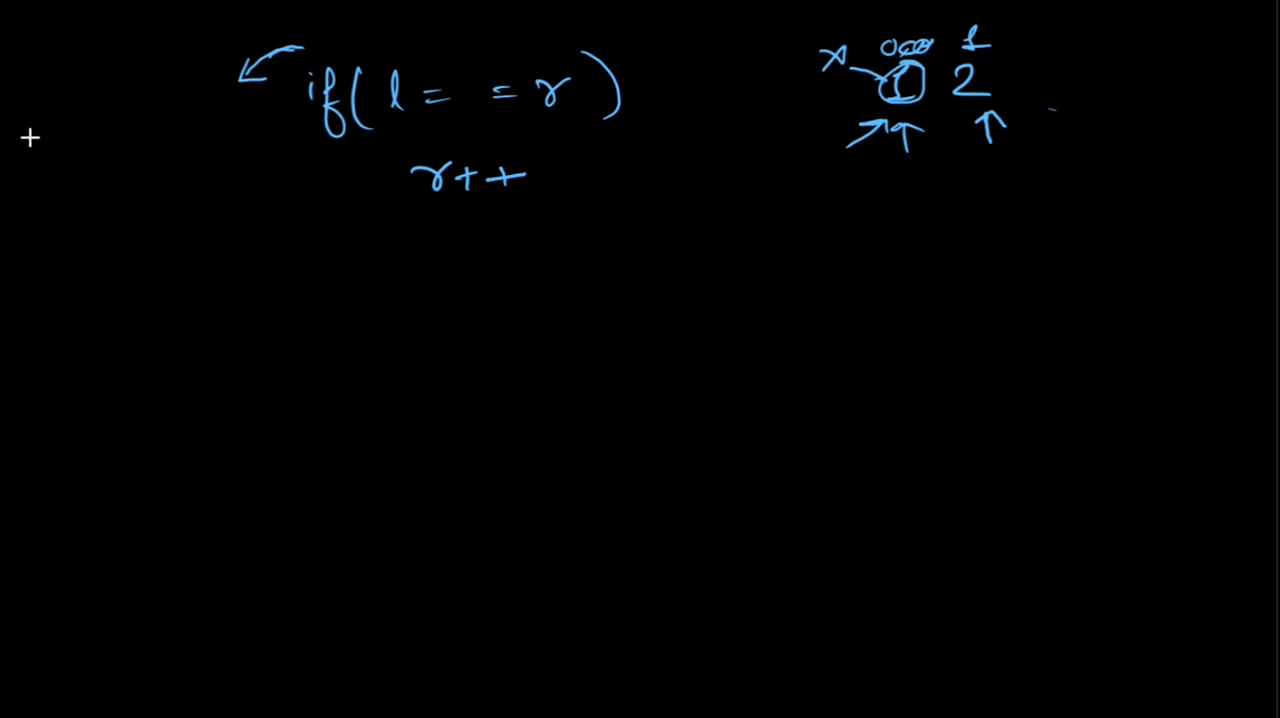 if( l = = r )
r++
1 2